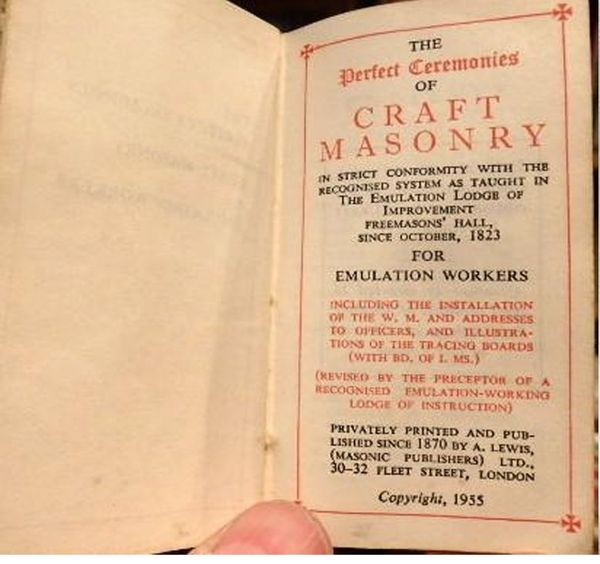 THE
Perfect Ceremonies
OF
CRAFT
MASONRY
IN STRICT CONFORMITY WITH THE
RECOGNISED SYSTEM AS TAUGHT IN
THE EMULATION LODGE OF
IMPROVEMENT
FREEMASONS' HALL,
SINCE OCTOBER, 1823
FOR
EMULATION WORKERS
INCLUDING THE INSTALLATION
OF THE W. M. AND ADDRESSES
TO OFFICERS, AND ILLUSTRA-
TIONS OF THE TRACING BOARDS
(WITH BD. OF I. MS.)
(REVISED BY THE PRECEPTOR OF A
RECOGNISED EMULATION-WORKING
LODGE OF INSTRUCTION)
PRIVATELY PRINTED AND PUB-
LISHED SINCE 1870 BY A. LEWIS,
(MASONIC PUBLISHERS) LTD.,
30-32 FLEET STREET, LONDON
Copyright, 1955